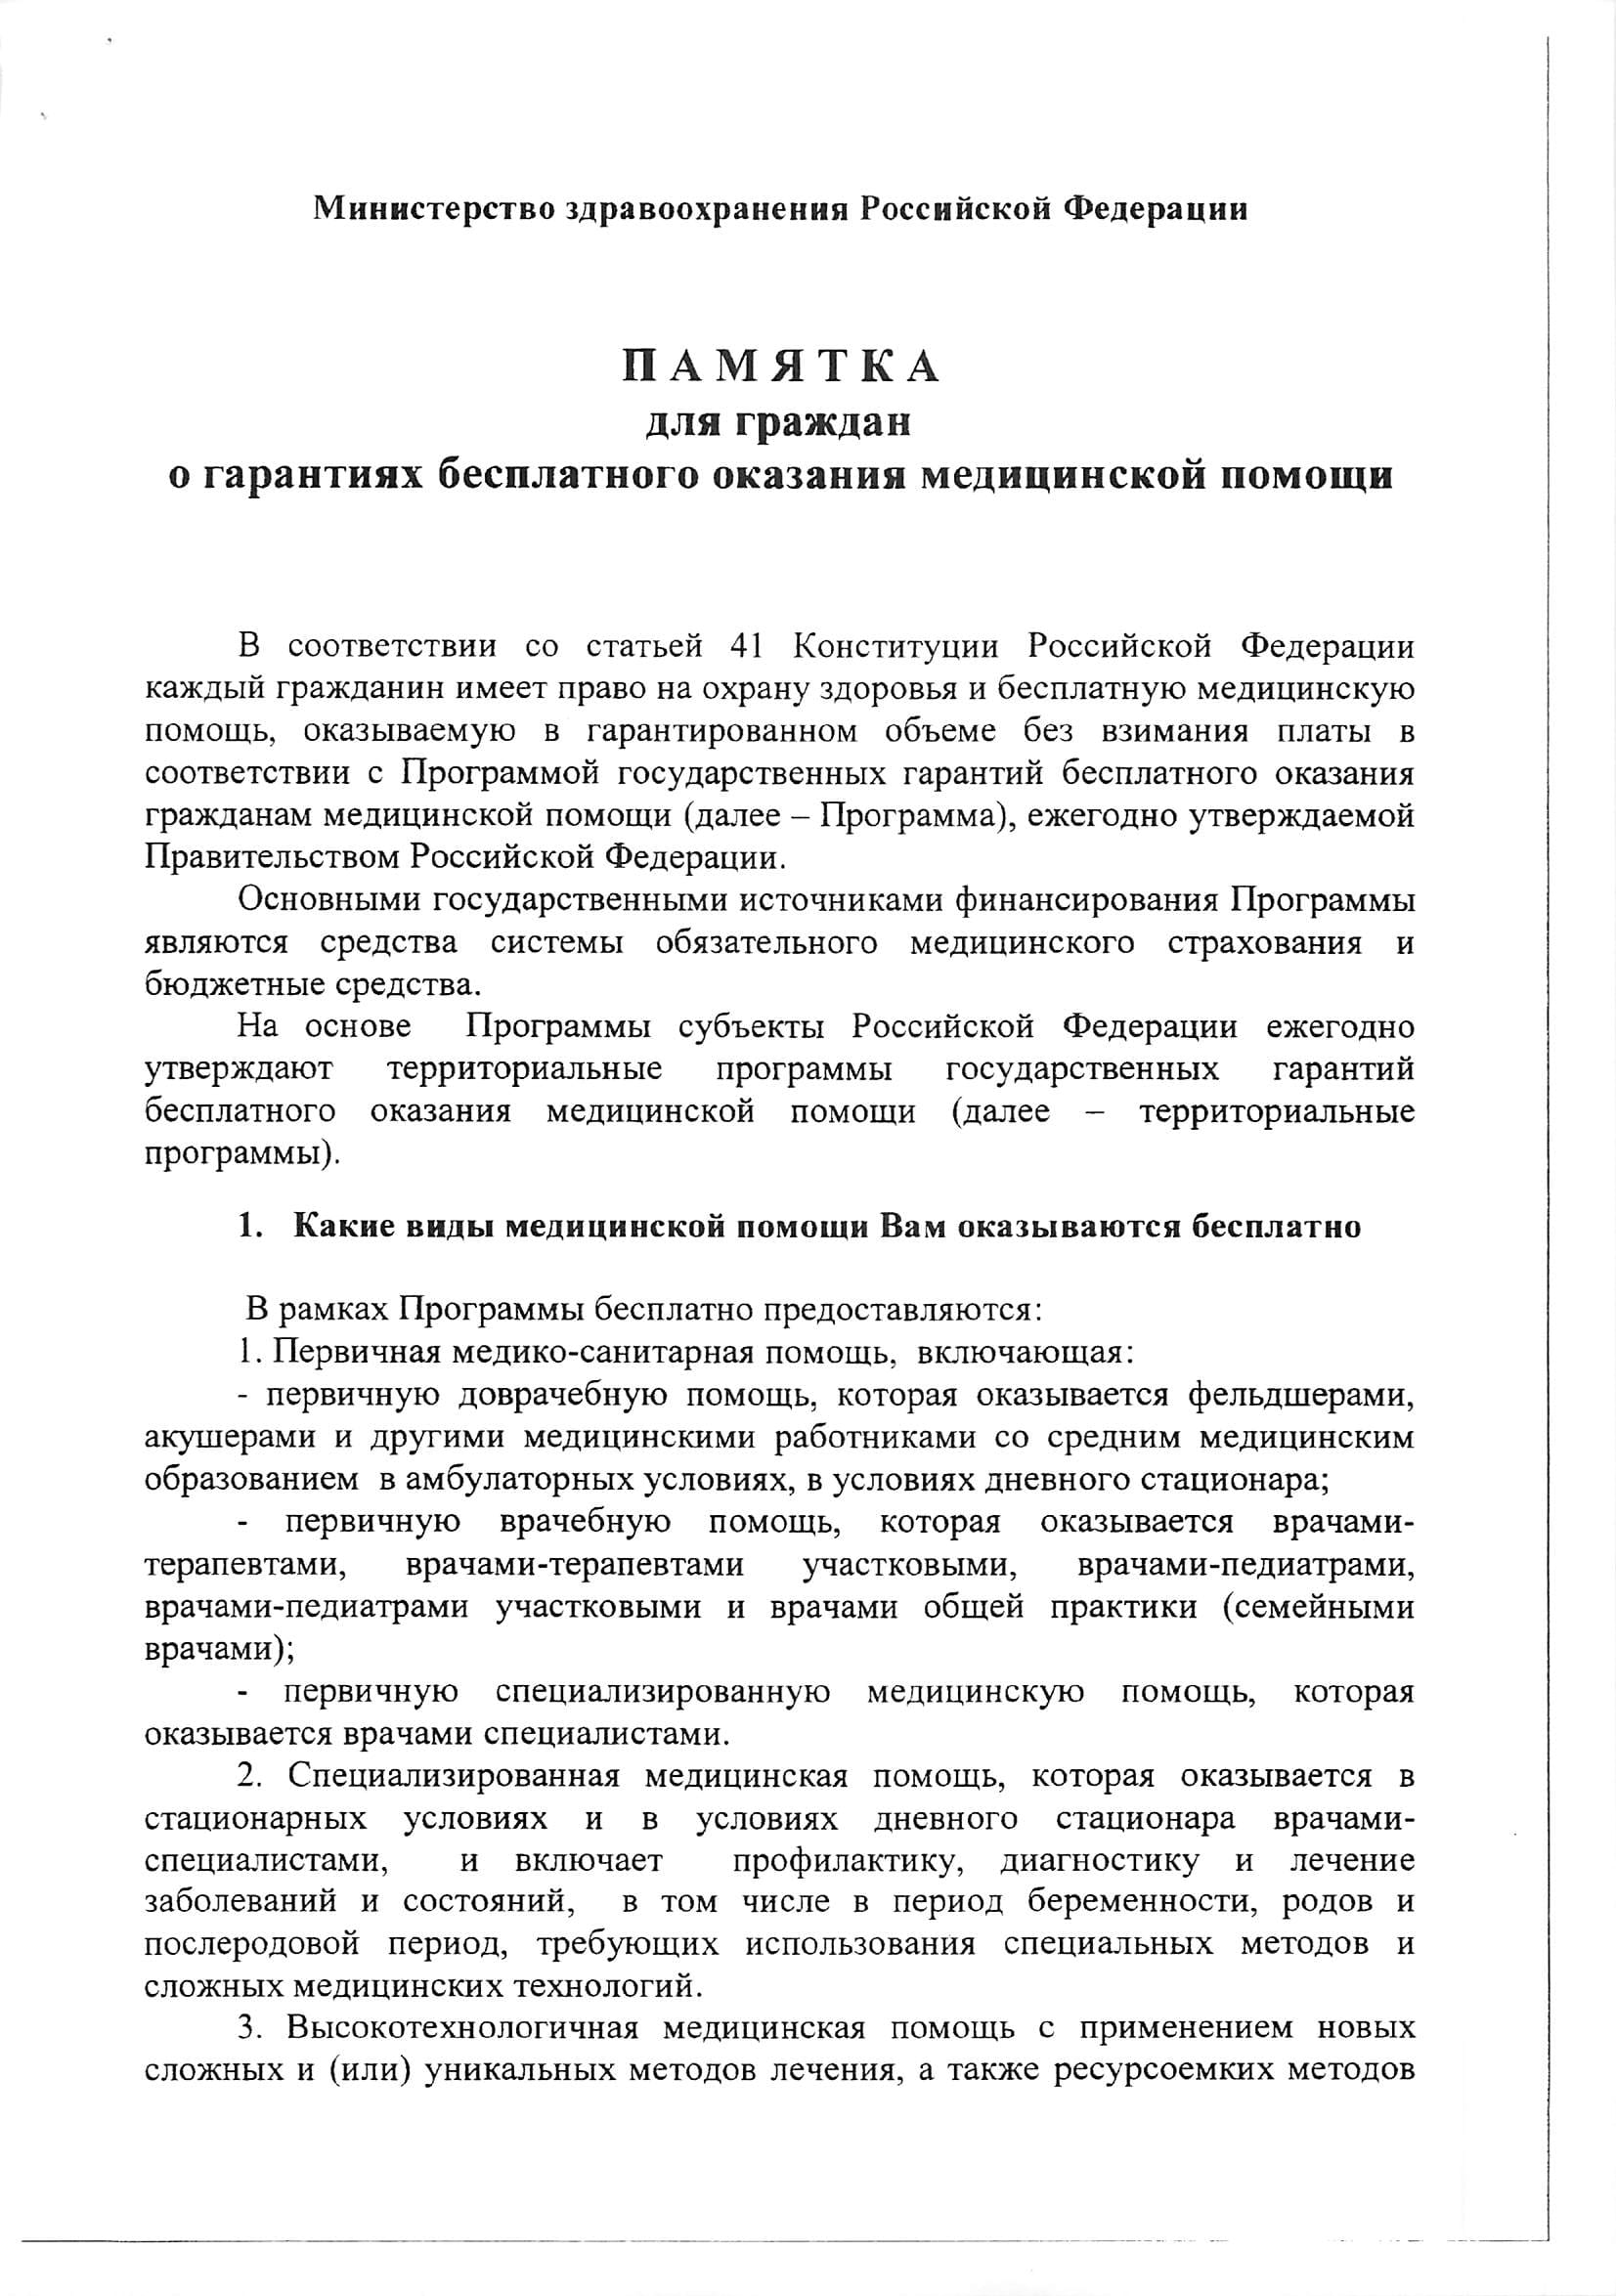 Министерство здравоохранения Российской Федерации
П А М Я Т К А
для граждан
о гарантиях бесплатного оказания медицинской помощи
В соответствии со статьей 41 Конституции Российской Федерации
каждый гражданин имеет право на охрану здоровья и бесплатную медицинскую
помощь, оказываемую в гарантированном объеме без взимания платы в
соответствии с Программой государственных гарантий бесплатного оказания
гражданам медицинской помощи (далее – Программа), ежегодно утверждаемой
Правительством Российской Федерации.
Основными государственными источниками финансирования Программы
являются средства системы обязательного медицинского страхования и
бюджетные средства.
На основе Программы субъекты Российской Федерации ежегодно
утверждают территориальные программы государственных гарантий
бесплатного оказания медицинской помощи (далее – территориальные
программы).
1. Какие виды медицинской помощи Вам оказываются бесплатно
В рамках Программы бесплатно предоставляются:
1. Первичная медико-санитарная помощь, включающая:
- первичную доврачебную помощь, которая оказывается фельдшерами,
акушерами и другими медицинскими работниками со средним медицинским
образованием в амбулаторных условиях, в условиях дневного стационара;
- первичную врачебную помощь, которая оказывается врачами-
терапевтами, врачами-терапевтами участковыми, врачами-педиатрами,
врачами-педиатрами участковыми и врачами общей практики (семейными
врачами);
- первичную специализированную медицинскую помощь, которая
оказывается врачами специалистами.
2. Специализированная медицинская помощь, которая оказывается в
стационарных условиях и в условиях дневного стационара врачами-
специалистами, и включает профилактику, диагностику и лечение
заболеваний и состояний, в том числе в период беременности, родов и
послеродовой период, требующих использования специальных методов и
сложных медицинских технологий.
3. Высокотехнологичная медицинская помощь с применением новых
сложных и (или) уникальных методов лечения, а также ресурсоемких методов